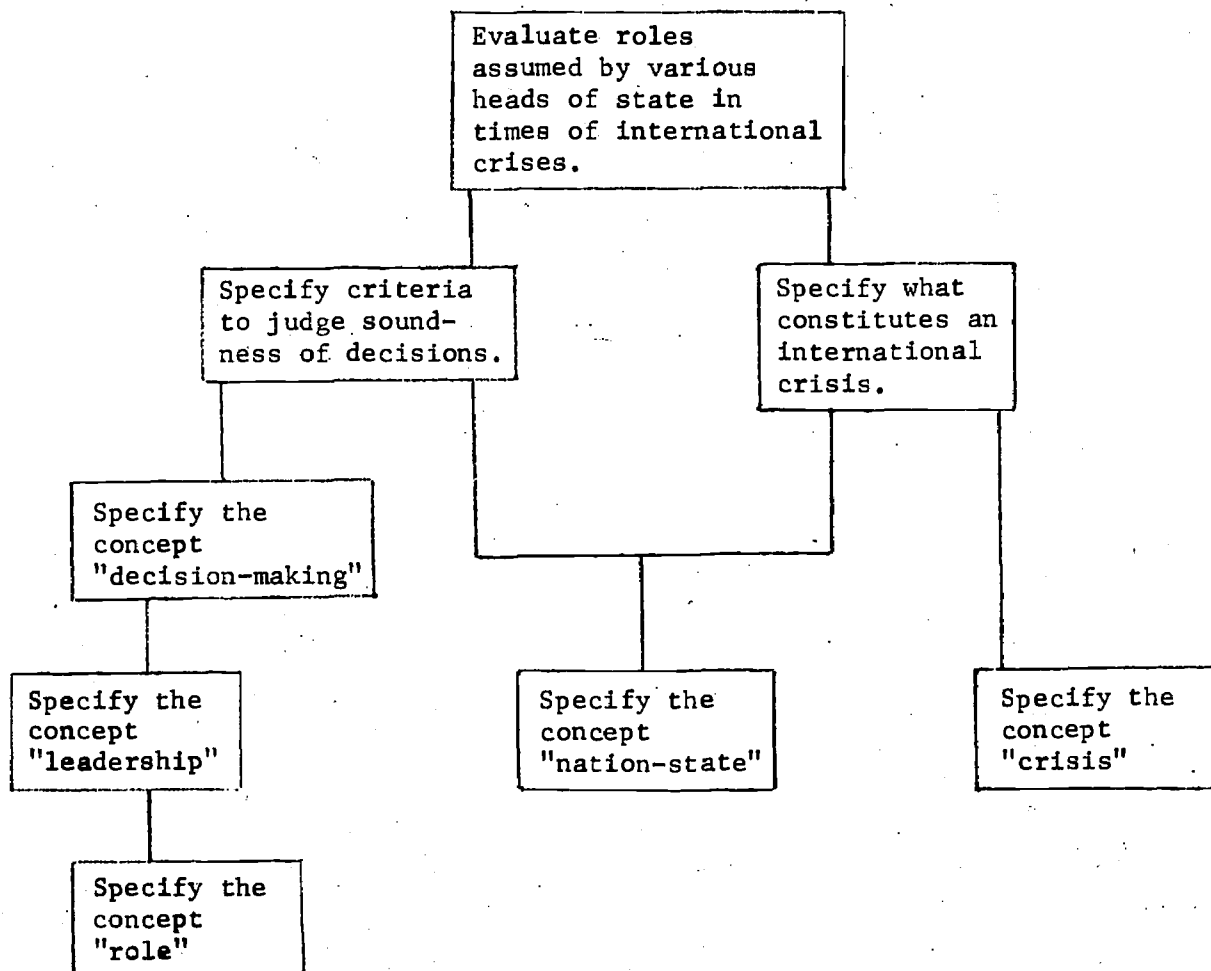 Evaluate roles
assumed by various
heads of state in
times of international
crises.
Specify criteria
to judge sound-
ness of decisions.
Specify what
constitutes an
international
crisis.
Specify the
concept
"decision-making"
Specify the
concept
"leadership"
Specify the
concept
"nation-state"
Specify the
concept
"crisis"
Specify the
concept
"role"